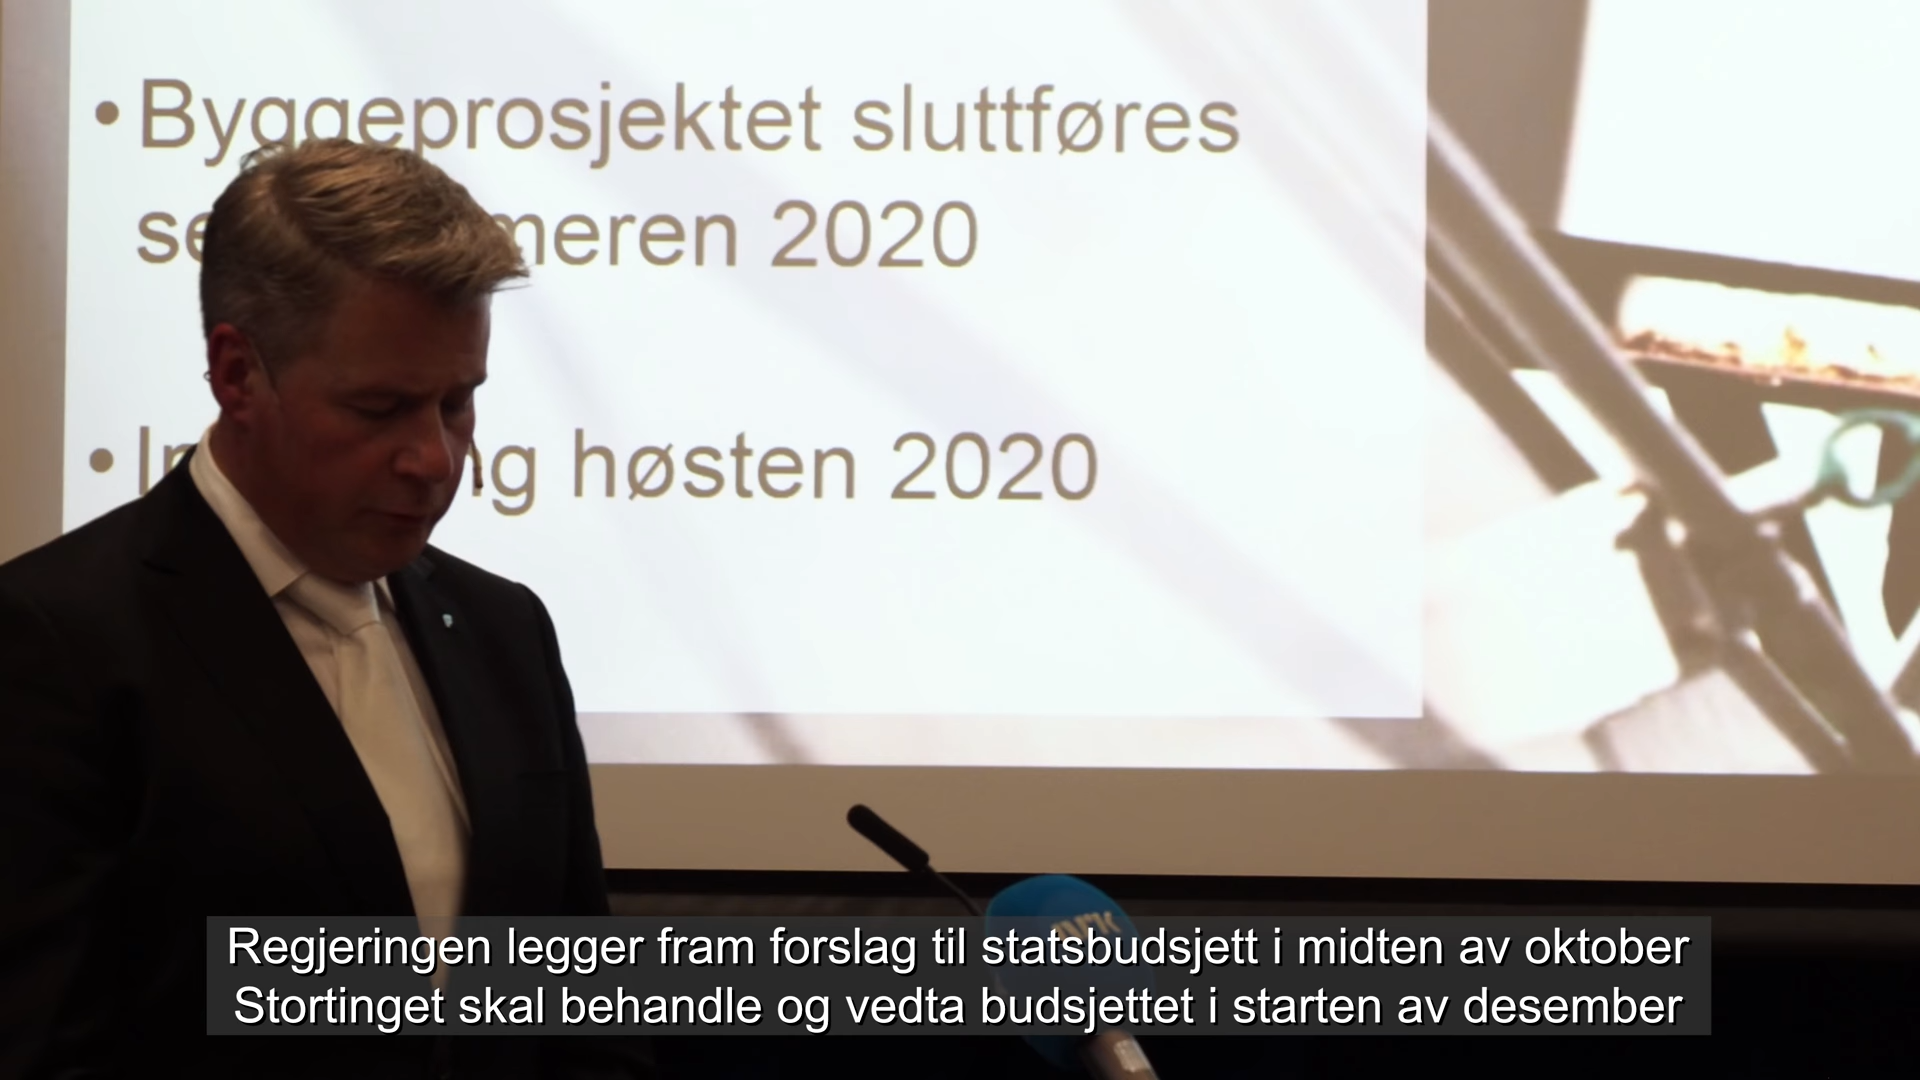 • Byggeprosjektet sluttføres
meren 2020
• høsten 2020
Regjeringen legger fram forslag til statsbudsjett i midten av oktober
Stortinget skal behandle og vedta budsjettet i starten av desember